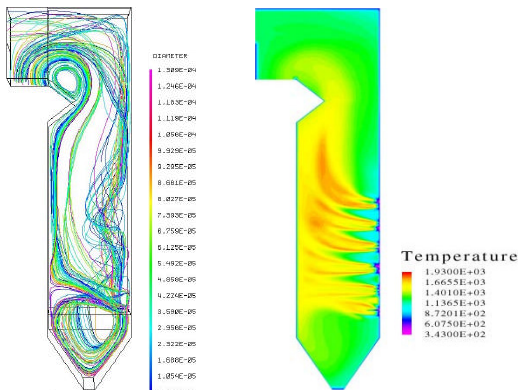 DIAMETER
1.309E-04
1.246E-04
1.183E-04
1.119E-04
1.056E-04
9.929E-05
9.295E-05
8.661E-05
8.027E-05
7.393E-05
6.759E-05
6.125E-05
5.492E-05
4.858E-05
4.224E-05
3.590E-05
2.956E-05
2.322E-05
1.688E-05
1.054E-05
Temperature
1.9300E+03
1.6655E+03
1.4010E+03
1.1365E+03
8.7201E+02
6.0750E+02
3.4300E+02